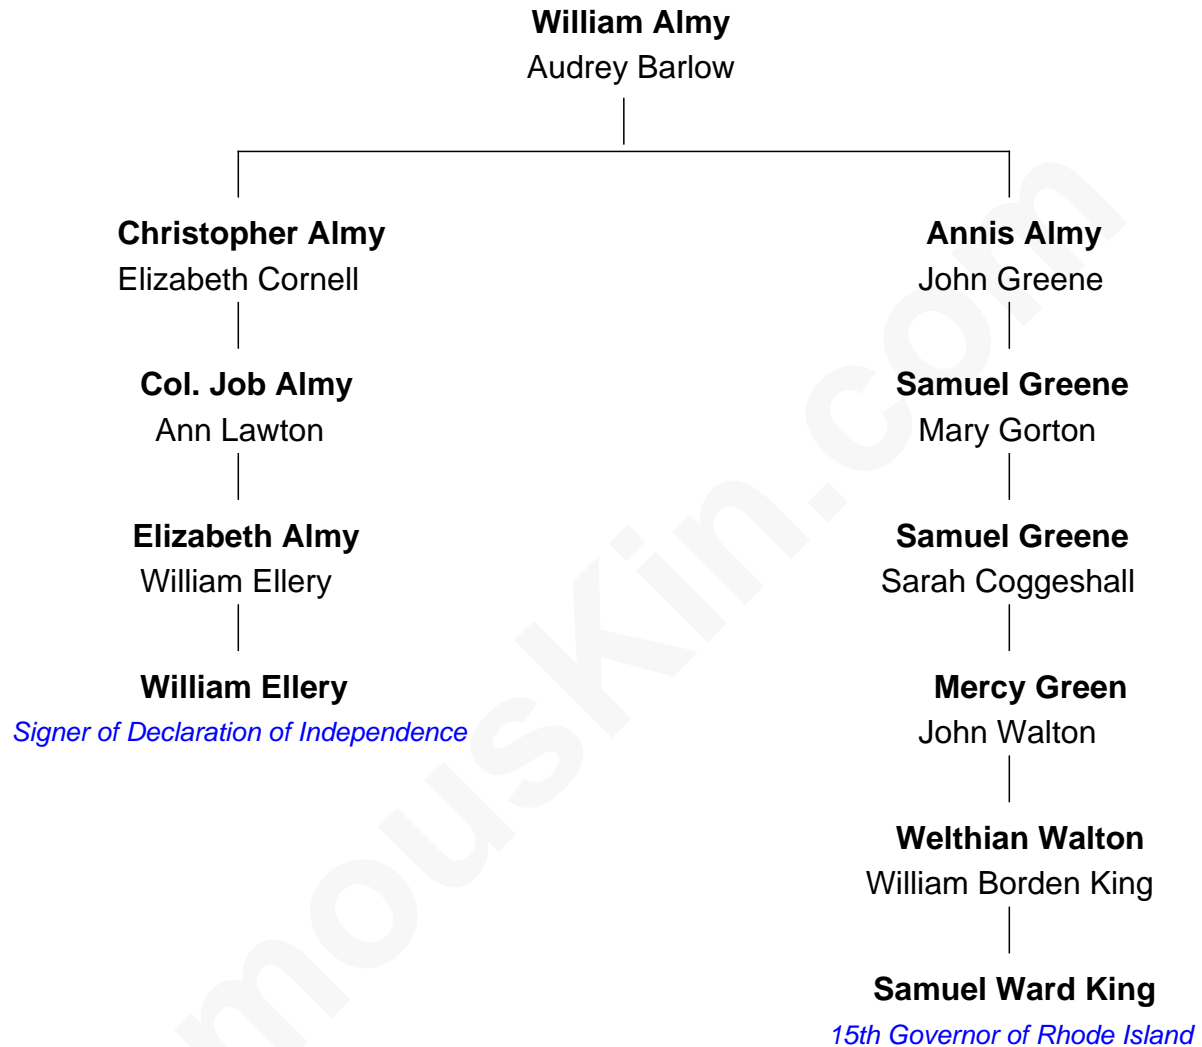 William Almy
Audrey Barlow
Christopher Almy
Elizabeth Cornell
Annis Almy
John Greene
Col. Job Almy
Ann Lawton
Samuel Greene
Mary Gorton
Elizabeth Almy
William Ellery
Samuel Greene
Sarah Coggeshall
William Ellery
Signer of Declaration of Independence
Mercy Green
John Walton
Welthian Walton
William Borden King
Samuel Ward King
15th Governor of Rhode Island
mousKin.com